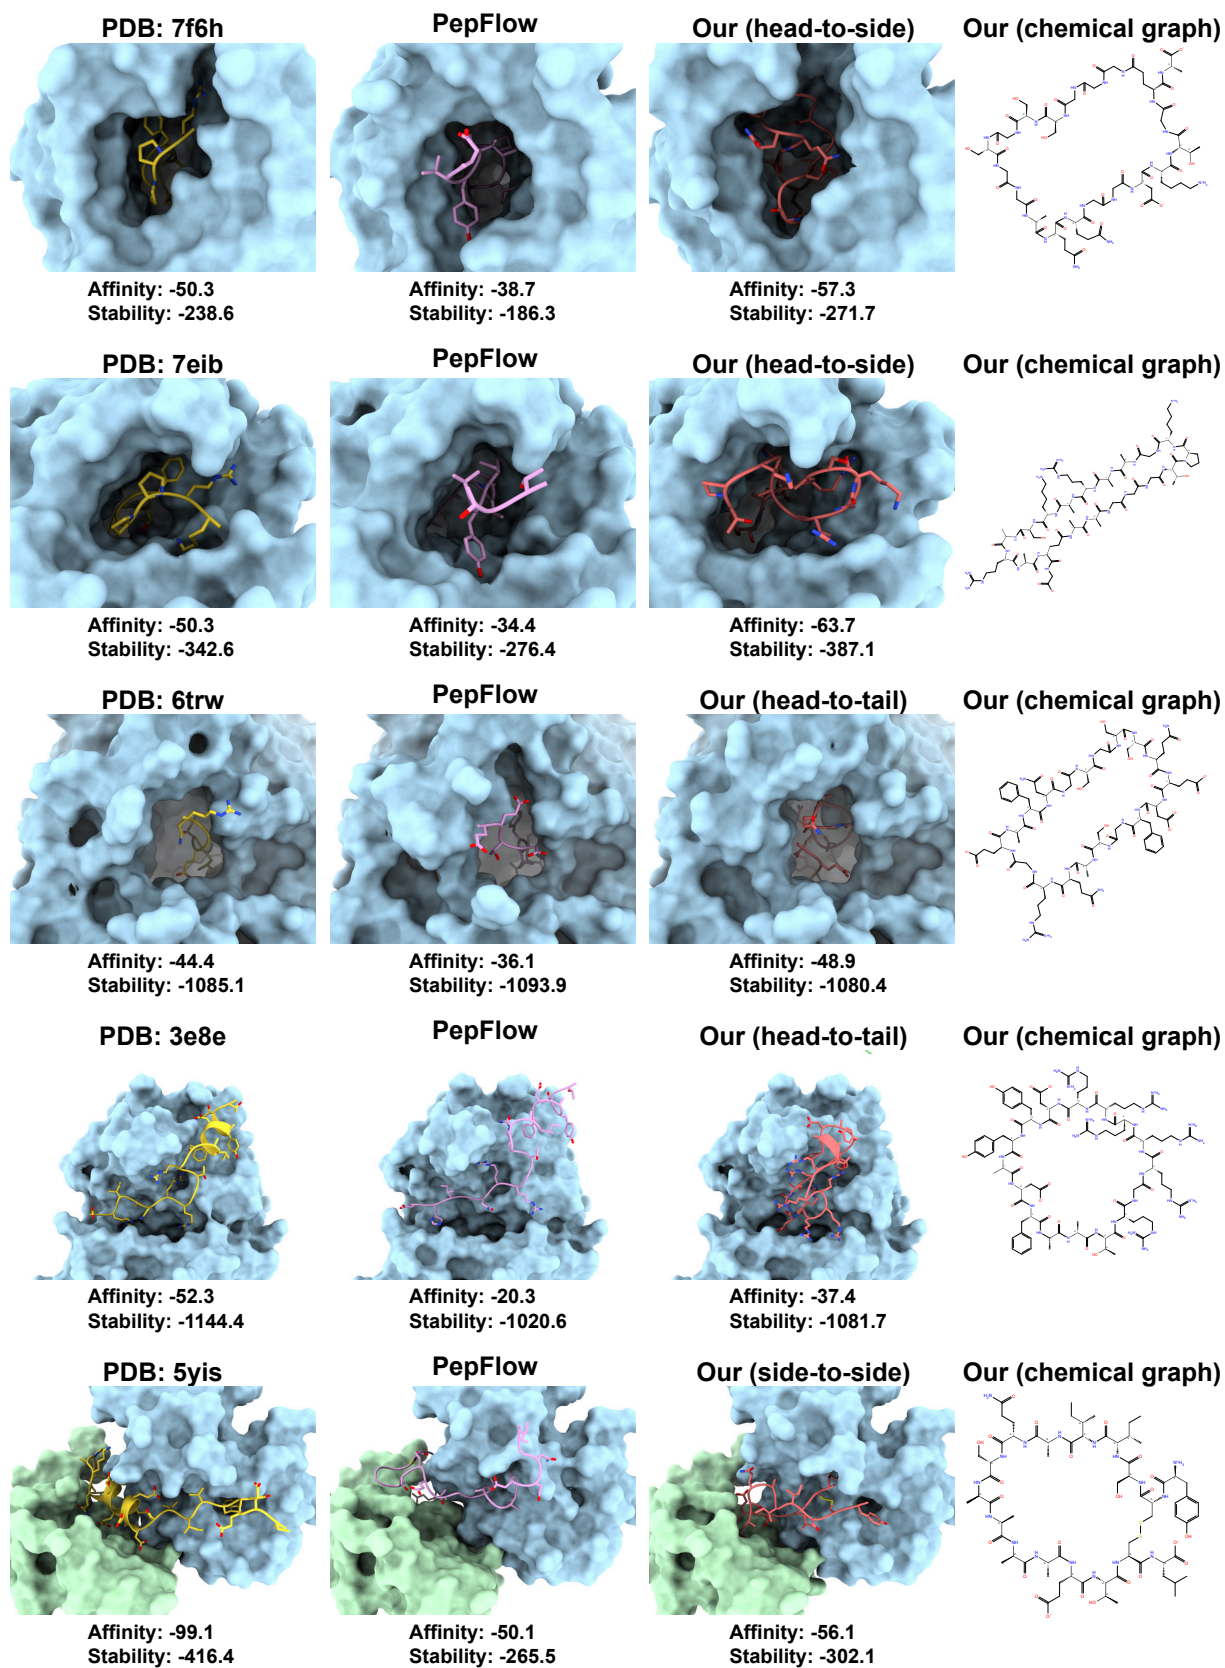 PDB: 7f6h
PepFlow
Our (head-to-side)
Our (chemical graph)
Affinity: -50.3
Stability: -238.6
Affinity: -38.7
Stability: -186.3
Affinity: -57.3
Stability: -271.7
PDB: 7eib
PepFlow
Our (head-to-side)
Our (chemical graph)
Affinity: -50.3
Stability: -342.6
Affinity: -34.4
Stability: -276.4
Affinity: -63.7
Stability: -387.1
PDB: 6trw
PepFlow
Our (head-to-tail)
Our (chemical graph)
Affinity: -44.4
Stability: -1085.1
Affinity: -36.1
Stability: -1093.9
Affinity: -48.9
Stability: -1080.4
PDB: 3e8e
PepFlow
Our (head-to-tail)
Our (chemical graph)
Affinity: -52.3
Stability: -1144.4
Affinity: -20.3
Stability: -1020.6
Affinity: -37.4
Stability: -1081.7
PDB: 5yis
PepFlow
Our (side-to-side)
Our (chemical graph)
Affinity: -99.1
Stability: -416.4
Affinity: -50.1
Stability: -265.5
Affinity: -56.1
Stability: -302.1